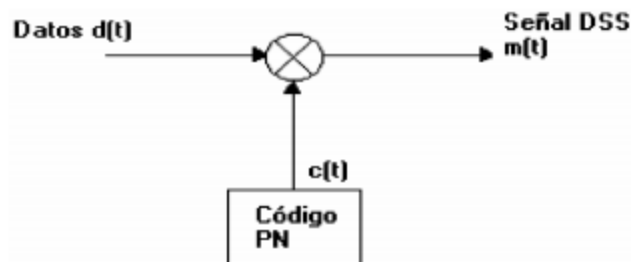 Datos d(t)
Señal DSS
m(t)
c(t)
Código
PN